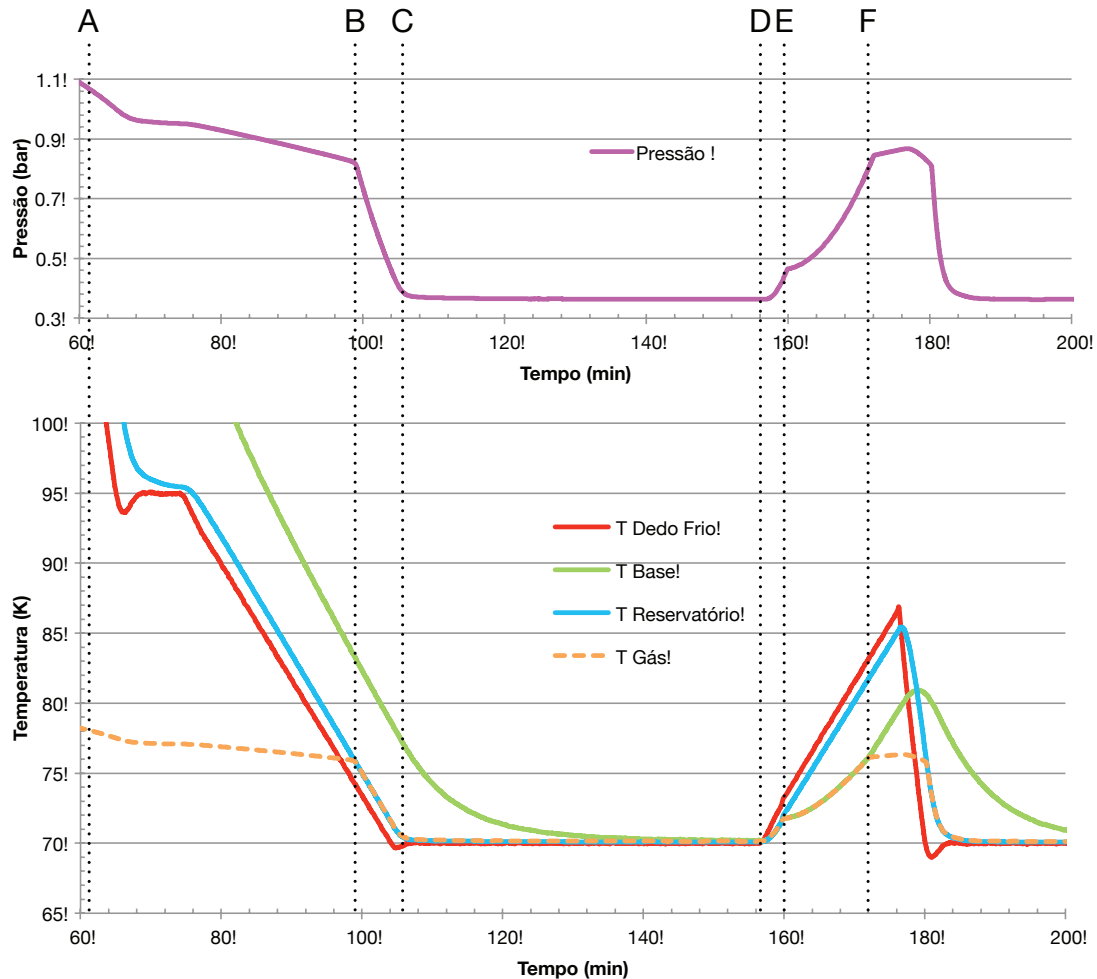 A B C D E F
1.1!
0.9!
0.7!
0.5!
0.3!
Pressão (bar)
Pressão !
60! 80! 100! 120! 140! 160! 180! 200!
Tempo (min)
100!
95!
90!
85!
80!
75!
70!
65!
Temperatura (K)
T Dedo Frio!
T Base!
T Reservatório!
T Gás!
60! 80! 100! 120! 140! 160! 180! 200!
Tempo (min)